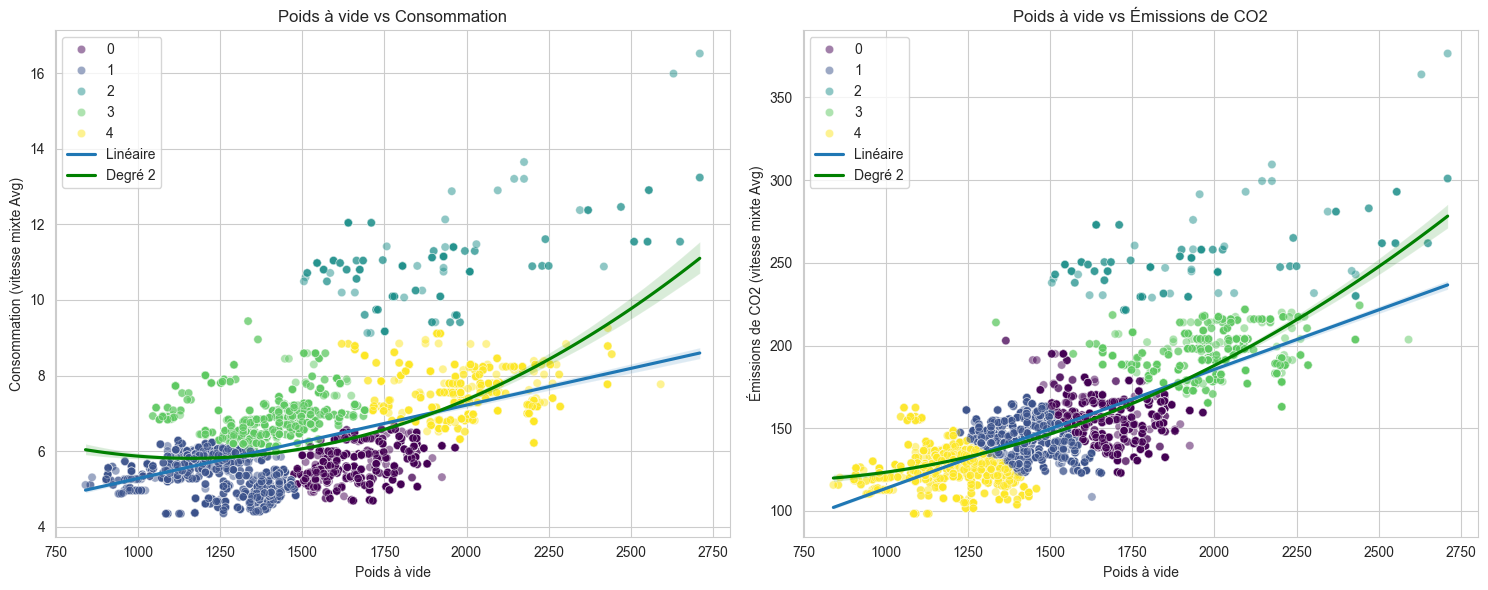 Poids à vide vs Consommation
Consommation (vitesse mixte Avg)
16
14
12
10
8
6
4
0
1
2
3
4
Linéaire
Degré 2
750 1000 1250 1500 1750 2000 2250 2500 2750
Poids à vide
Poids à vide vs Émissions de CO2
Émissions de CO2 (vitesse mixte Avg)
350
300
250
200
150
100
0
1
2
3
4
Linéaire
Degré 2
750 1000 1250 1500 1750 2000 2250 2500 2750
Poids à vide